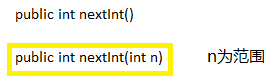 public int nextInt()
public int nextInt(int n) n为范围